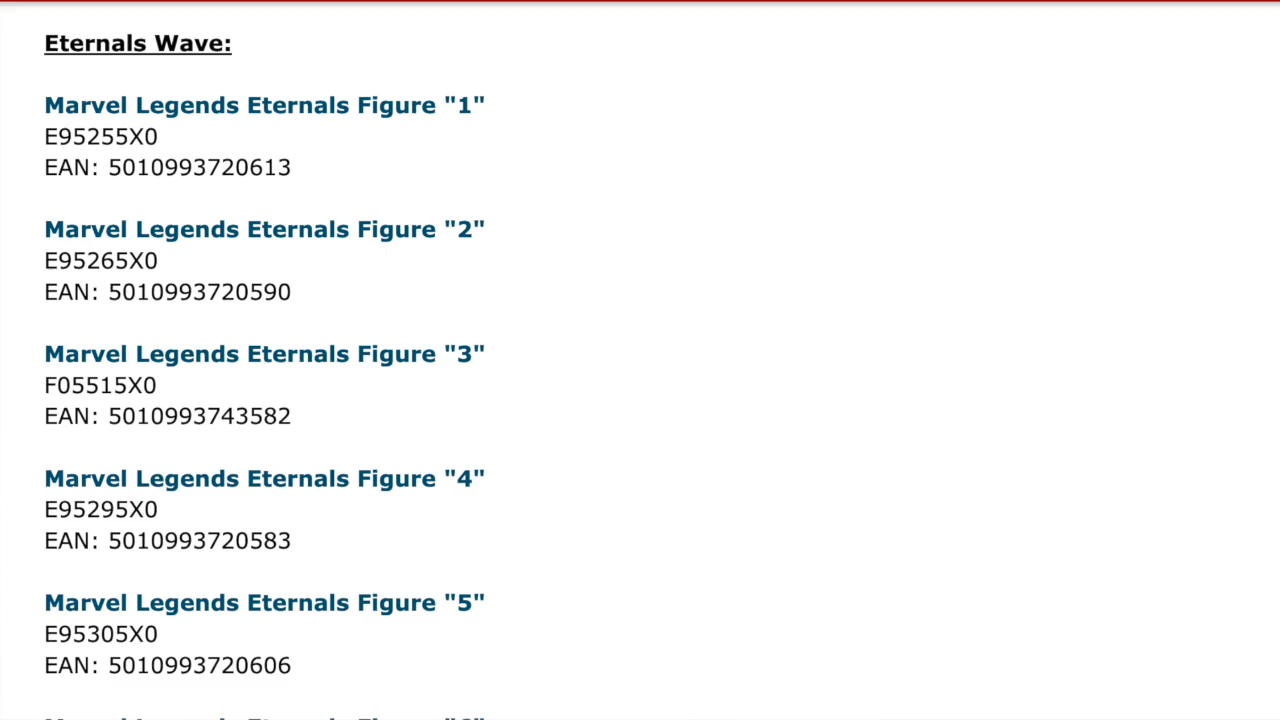 Eternals Wave:
Marvel Legends Eternals Figure "1"
E95255X0
EAN: 5010993720613
Marvel Legends Eternals Figure "2"
E95265X0
EAN: 5010993720590
Marvel Legends Eternals Figure "3"
F05515X0
EAN: 5010993743582
Marvel Legends Eternals Figure "4"
E95295X0
EAN: 5010993720583
Marvel Legends Eternals Figure "5"
E95305X0
EAN: 5010993720606